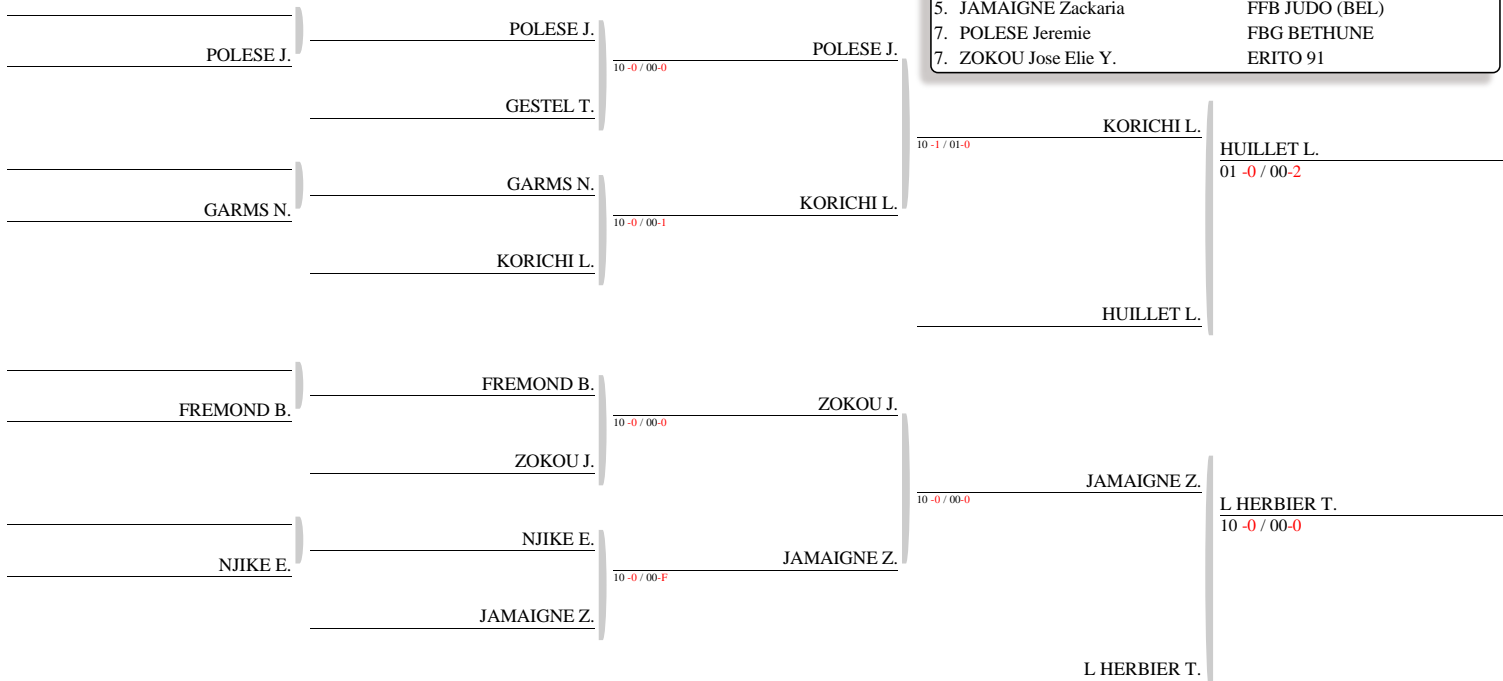 5. JAMAIGNE Zackaria FFB JUDO (BEL)
7. POLESE Jeremie FBG BETHUNE
7. ZOKOU Jose Elie Y. ERITO 91
POLESE J.
GARMS N.
FREMOND B.
NJIKE E.
POLESE J.
GESTEL T.
GARMS N.
KORICHI L.
FREMOND B.
ZOKOU J.
NJIKE E.
JAMAIGNE Z.
POLESE J.
10 -0 / 00-0
KORICHI L.
10 -0 / 00-1
ZOKOU J.
10 -0 / 00-0
JAMAIGNE Z.
10 -0 / 00-F
KORICHI L.
10 -1 / 01-0
HUILLET L.
JAMAIGNE Z.
10 -0 / 00-0
L HERBIER T.
HUILLET L.
01 -0 / 00-2
L HERBIER T.
10 -0 / 00-0